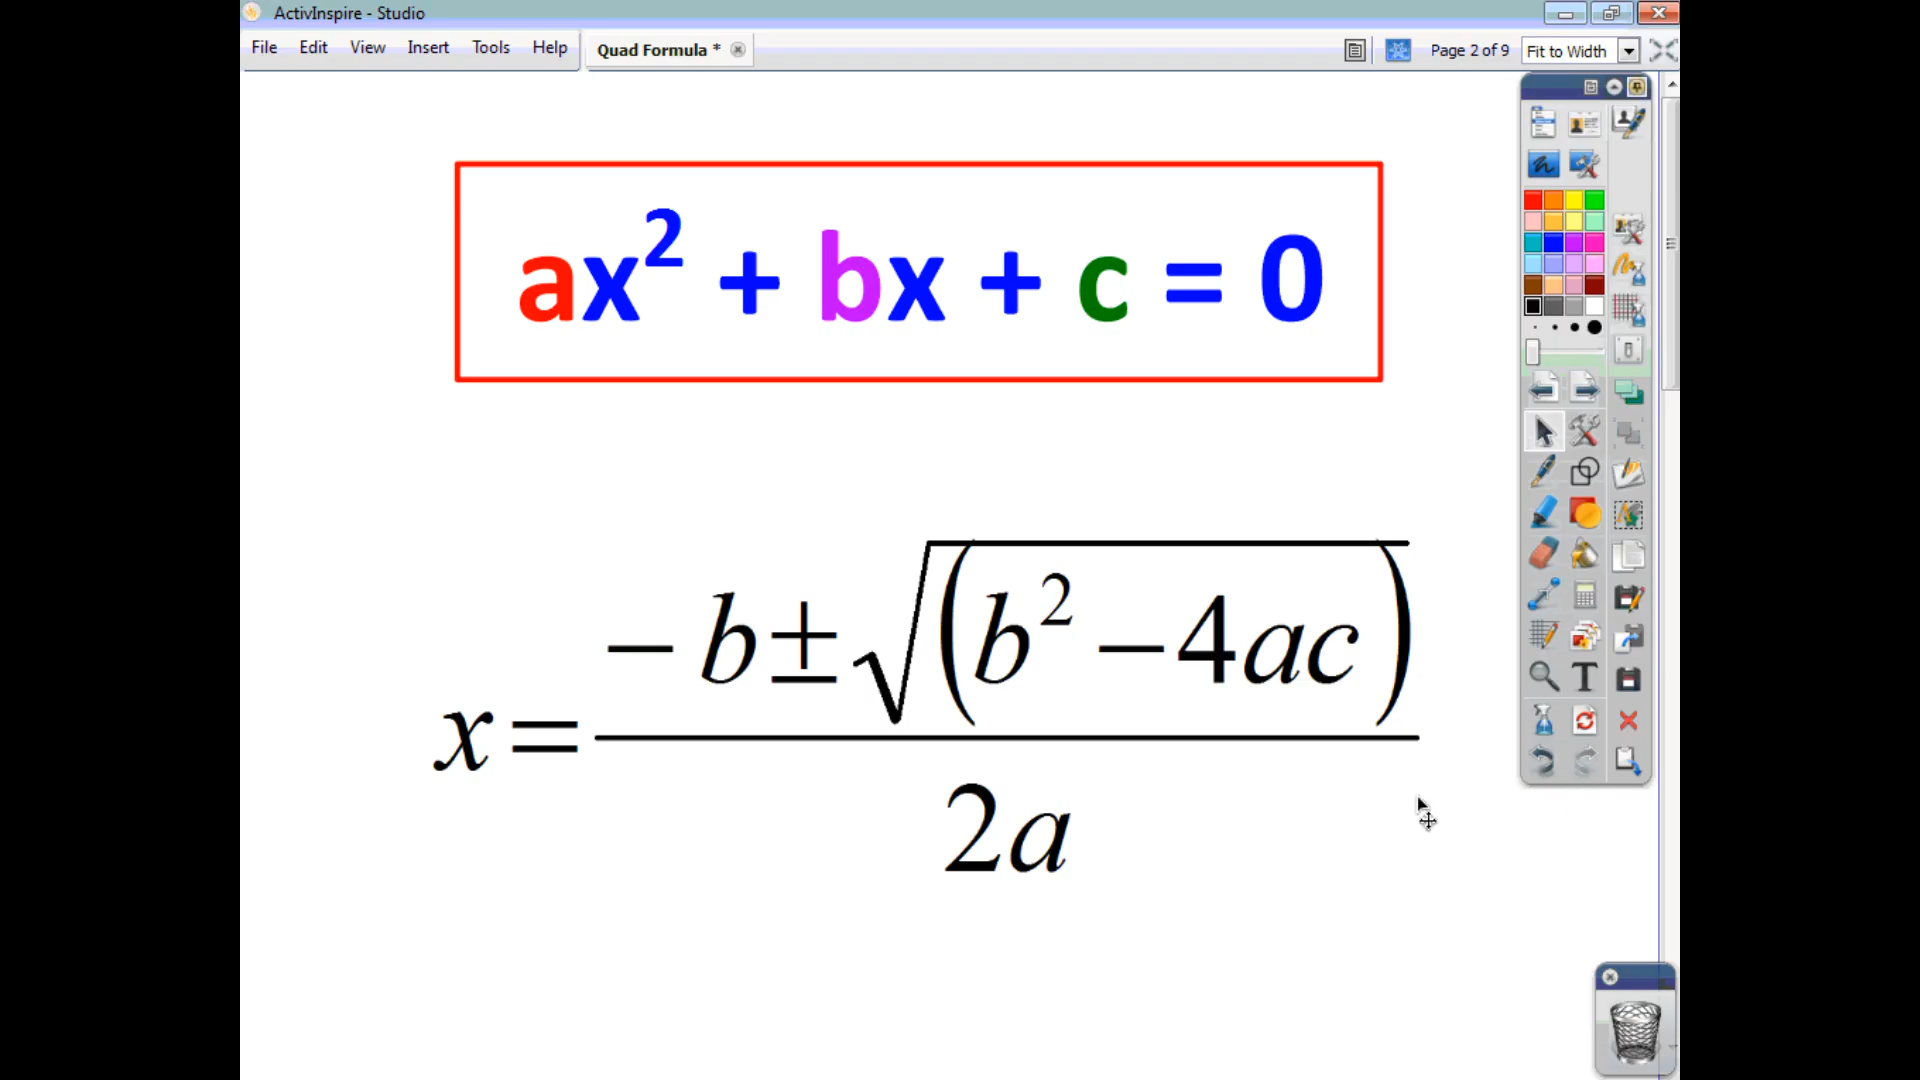 ActivInspire - Studio
File Edit View Insert Tools Help Quad Formula * Page 2 of 9 Fit to Width
ax² + bx + c = 0
x = (−b ± √(b² − 4ac)) / 2a